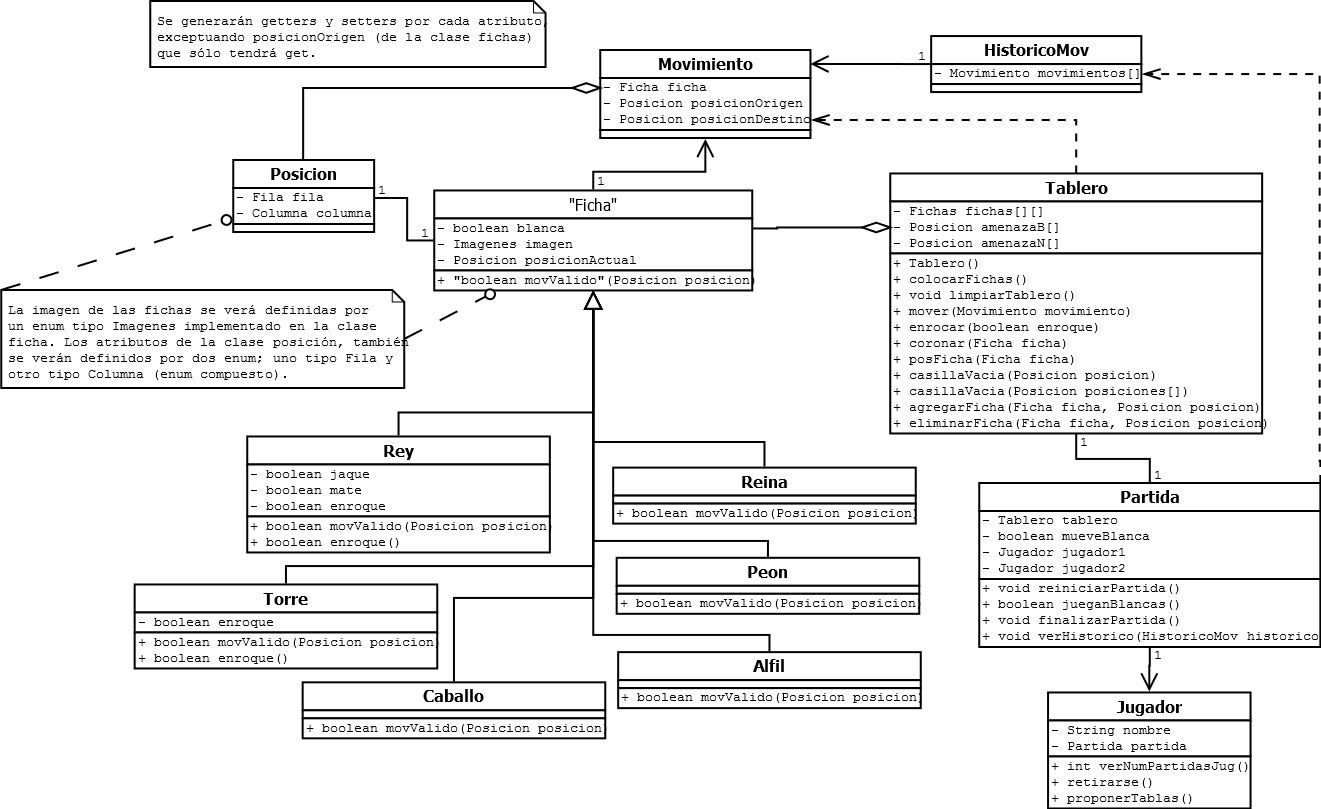 Se generarán getters y setters por cada atributo,
exceptuando posicionOrigen (de la clase fichas)
que sólo tendrá get.
Movimiento
- Ficha ficha
- Posicion posicionOrigen
- Posicion posicionDestino
1
HistoricoMov
- Movimiento movimientos[]
Posicion
- Fila fila
- Columna columna
1
1
1
"Ficha"
- boolean blanca
- Imagenes imagen
- Posicion posicionActual
+ "boolean movValido"(Posicion posicion)
Tablero
- Fichas fichas[][]
- Posicion amenazaB[]
- Posicion amenazaN[]
+ Tablero()
+ colocarFichas()
+ void limpiarTablero()
+ mover(Movimiento movimiento)
+ enrocar(boolean enroque)
+ coronar(Ficha ficha)
+ posFicha(Ficha ficha)
+ casillaVacia(Posicion posicion)
+ casillaVacia(Posicion posiciones[])
+ agregarFicha(Ficha ficha, Posicion posicion)
+ eliminarFicha(Ficha ficha, Posicion posicion)
1
1
La imagen de las fichas se verá definidas por
un enum tipo Imagenes implementado en la clase
ficha. Los atributos de la clase posición, también
se verán definidos por dos enum; uno tipo Fila y
otro tipo Columna (enum compuesto).
Rey
- boolean jaque
- boolean mate
- boolean enroque
+ boolean movValido(Posicion posicion)
+ boolean enroque()
Reina
+ boolean movValido(Posicion posicion)
Partida
- Tablero tablero
- boolean mueveBlanca
- Jugador jugador1
- Jugador jugador2
+ void reiniciarPartida()
+ boolean jueganBlancas()
+ void finalizarPartida()
+ void verHistorico(HistoricoMov historico
1
Peon
+ boolean movValido(Posicion posicion)
Torre
- boolean enroque
+ boolean movValido(Posicion posicion)
+ boolean enroque()
Alfil
+ boolean movValido(Posicion posicion)
Caballo
+ boolean movValido(Posicion posicion)
Jugador
- String nombre
- Partida partida
+ int verNumPartidasJug()
+ retirarse()
+ proponerTablas()